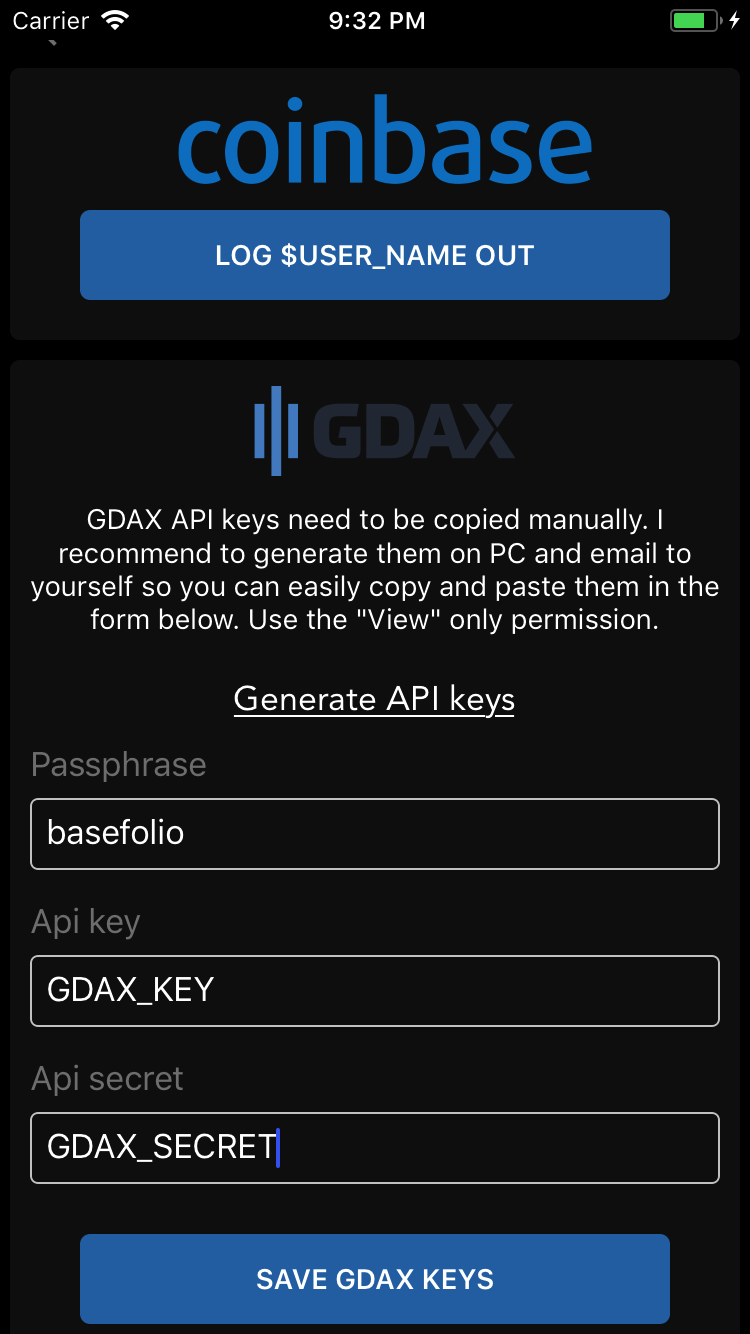 Carrier 9:32 PM
coinbase
LOG $USER_NAME OUT
GDAX
GDAX API keys need to be copied manually. I
recommend to generate them on PC and email to
yourself so you can easily copy and paste them in the
form below. Use the "View" only permission.
Generate API keys
Passphrase
basefolio
Api key
GDAX_KEY
Api secret
GDAX_SECRET
SAVE GDAX KEYS